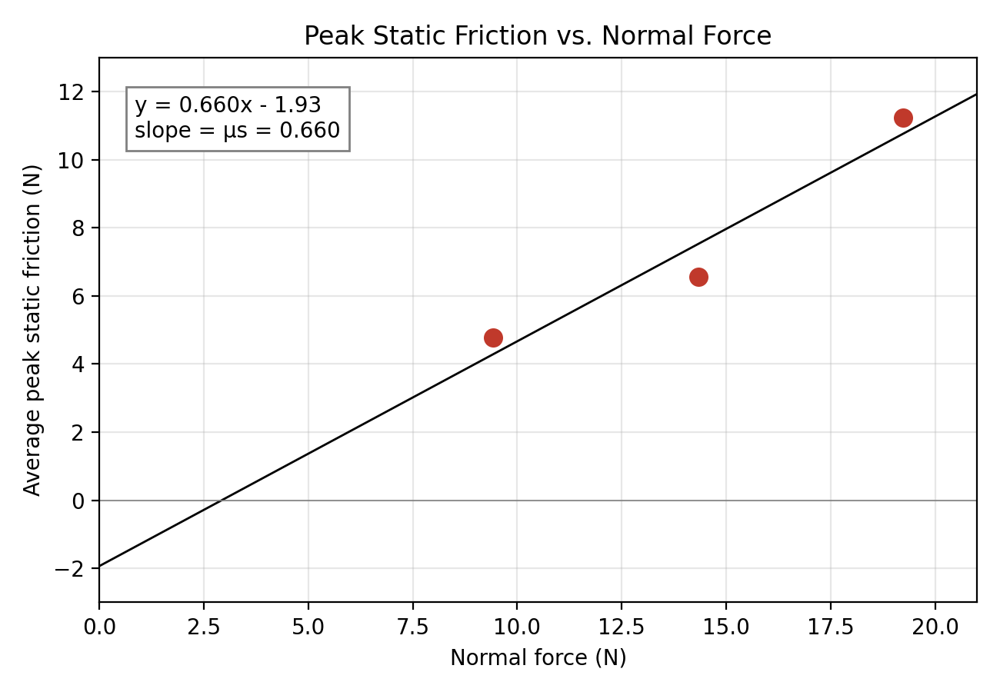 Peak Static Friction vs. Normal Force
y = 0.660x - 1.93
slope = μs = 0.660
Average peak static friction (N)
12
10
8
6
4
2
0
−2
0.0 2.5 5.0 7.5 10.0 12.5 15.0 17.5 20.0
Normal force (N)